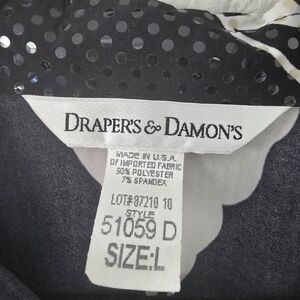 DRAPER'S & DAMON'S
MADE IN U.S.A.
OF IMPORTED FABRIC
93% POLYESTER
7% SPANDEX
LOT#87210 10
STYLE
51059 D
SIZE:L